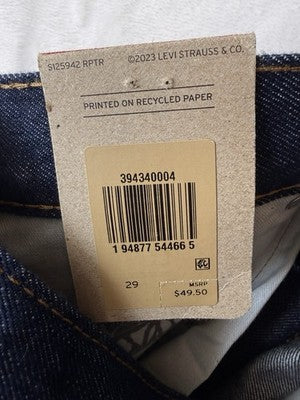 S125942 RPTR ©2023 LEVI STRAUSS & CO.
PRINTED ON RECYCLED PAPER
394340004
1 94877 54466 5
29
MSRP
$49.50